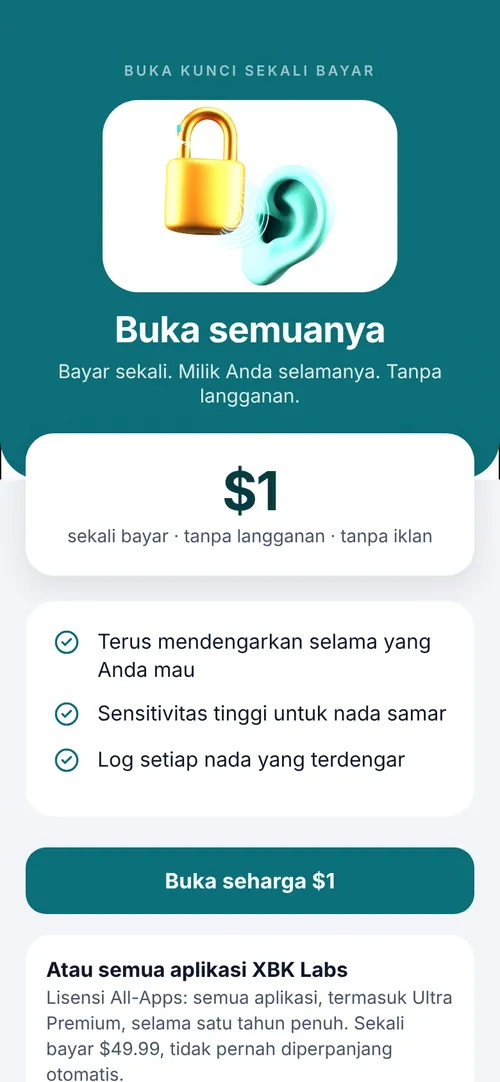 BUKA KUNCI SEKALI BAYAR
Buka semuanya
Bayar sekali. Milik Anda selamanya. Tanpa
langganan.
$1
sekali bayar · tanpa langganan · tanpa iklan
Terus mendengarkan selama yang
Anda mau
Sensitivitas tinggi untuk nada samar
Log setiap nada yang terdengar
Buka seharga $1
Atau semua aplikasi XBK Labs
Lisensi All-Apps: semua aplikasi, termasuk Ultra
Premium, selama satu tahun penuh. Sekali
bayar $49.99, tidak pernah diperpanjang
otomatis.